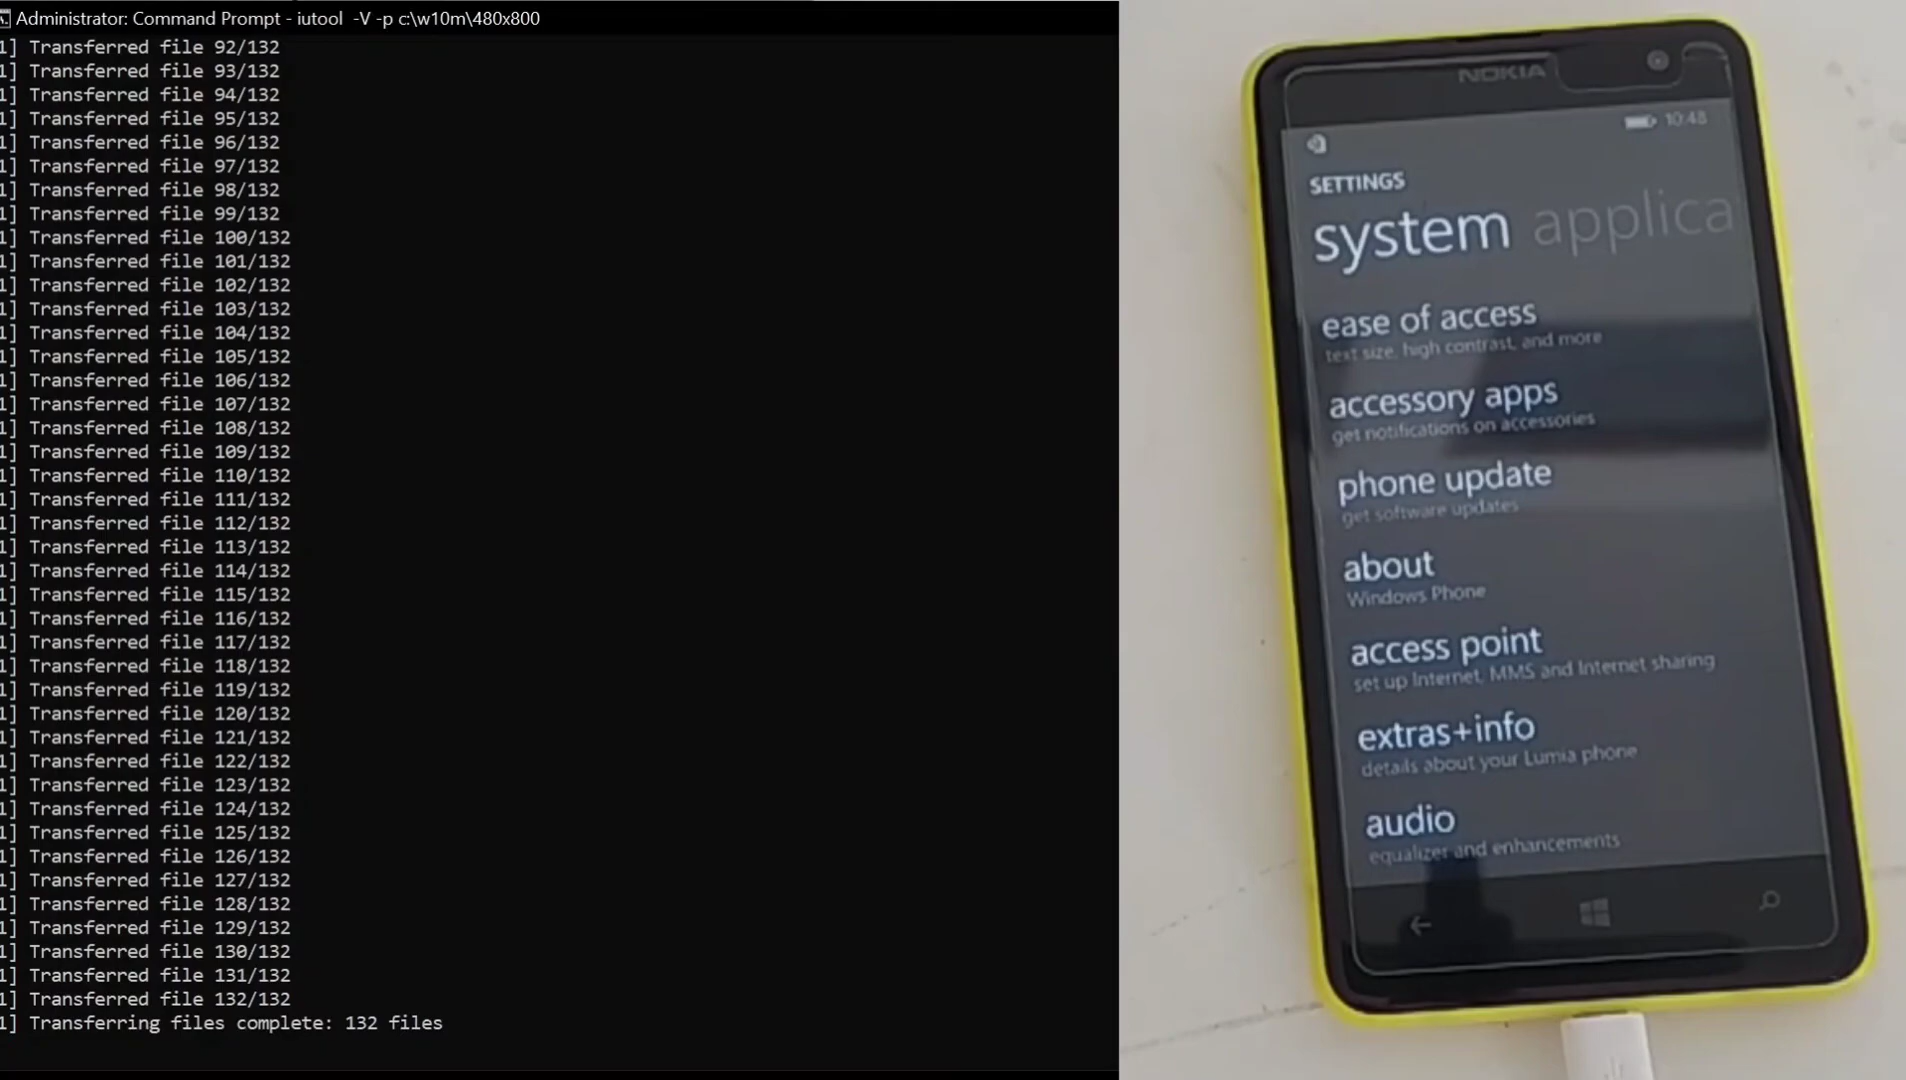 Administrator: Command Prompt - iutool -V -p c:\w10m\480x800
1] Transferred file 92/132
1] Transferred file 93/132
1] Transferred file 94/132
1] Transferred file 95/132
1] Transferred file 96/132
1] Transferred file 97/132
1] Transferred file 98/132
1] Transferred file 99/132
1] Transferred file 100/132
1] Transferred file 101/132
1] Transferred file 102/132
1] Transferred file 103/132
1] Transferred file 104/132
1] Transferred file 105/132
1] Transferred file 106/132
1] Transferred file 107/132
1] Transferred file 108/132
1] Transferred file 109/132
1] Transferred file 110/132
1] Transferred file 111/132
1] Transferred file 112/132
1] Transferred file 113/132
1] Transferred file 114/132
1] Transferred file 115/132
1] Transferred file 116/132
1] Transferred file 117/132
1] Transferred file 118/132
1] Transferred file 119/132
1] Transferred file 120/132
1] Transferred file 121/132
1] Transferred file 122/132
1] Transferred file 123/132
1] Transferred file 124/132
1] Transferred file 125/132
1] Transferred file 126/132
1] Transferred file 127/132
1] Transferred file 128/132
1] Transferred file 129/132
1] Transferred file 130/132
1] Transferred file 131/132
1] Transferred file 132/132
1] Transferring files complete: 132 files
NOKIA
10:48
SETTINGS
system applica
ease of access
text size, high contrast, and more
accessory apps
get notifications on accessories
phone update
get software updates
about
Windows Phone
access point
set up Internet, MMS and Internet sharing
extras+info
details about your Lumia phone
audio
equalizer and enhancements